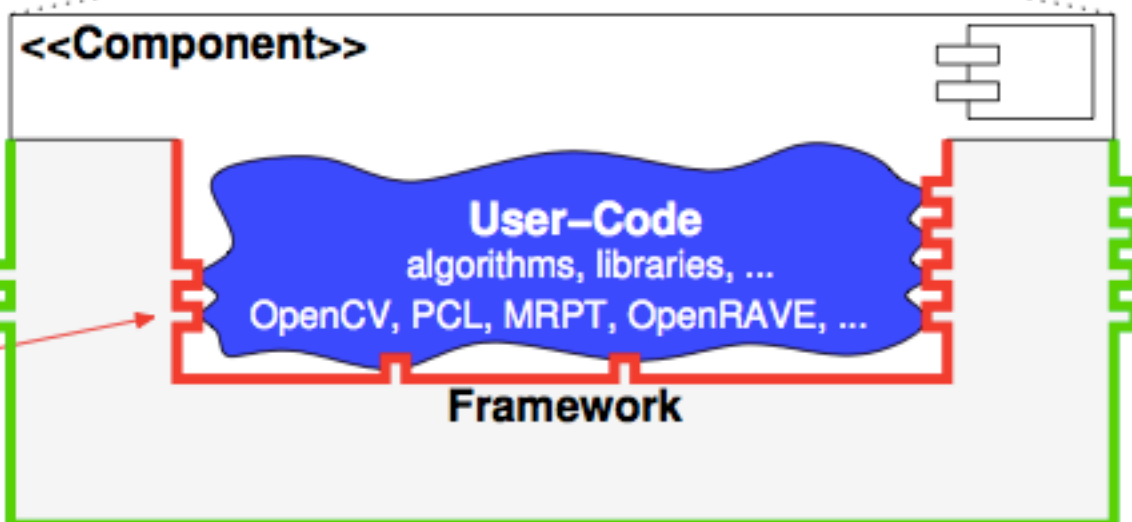 <<Component>>
User-Code
algorithms, libraries, ...
OpenCV, PCL, MRPT, OpenRAVE, ...
Framework